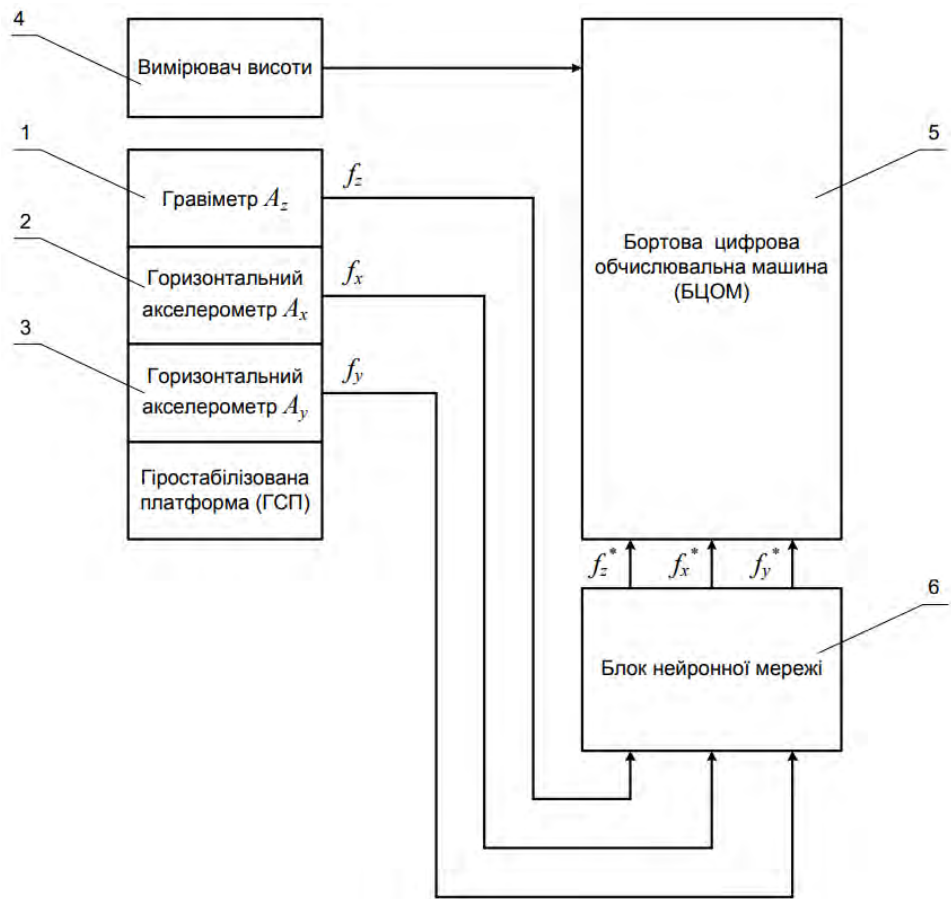 4
Вимірювач висоти
1
Гравіметр A_z
f_z
2
Горизонтальний
акселерометр A_x
f_x
3
Горизонтальний
акселерометр A_y
f_y
Гіростабілізована
платформа (ГСП)
5
Бортова цифрова
обчислювальна машина
(БЦОМ)
f_z* f_x* f_y*
6
Блок нейронної мережі